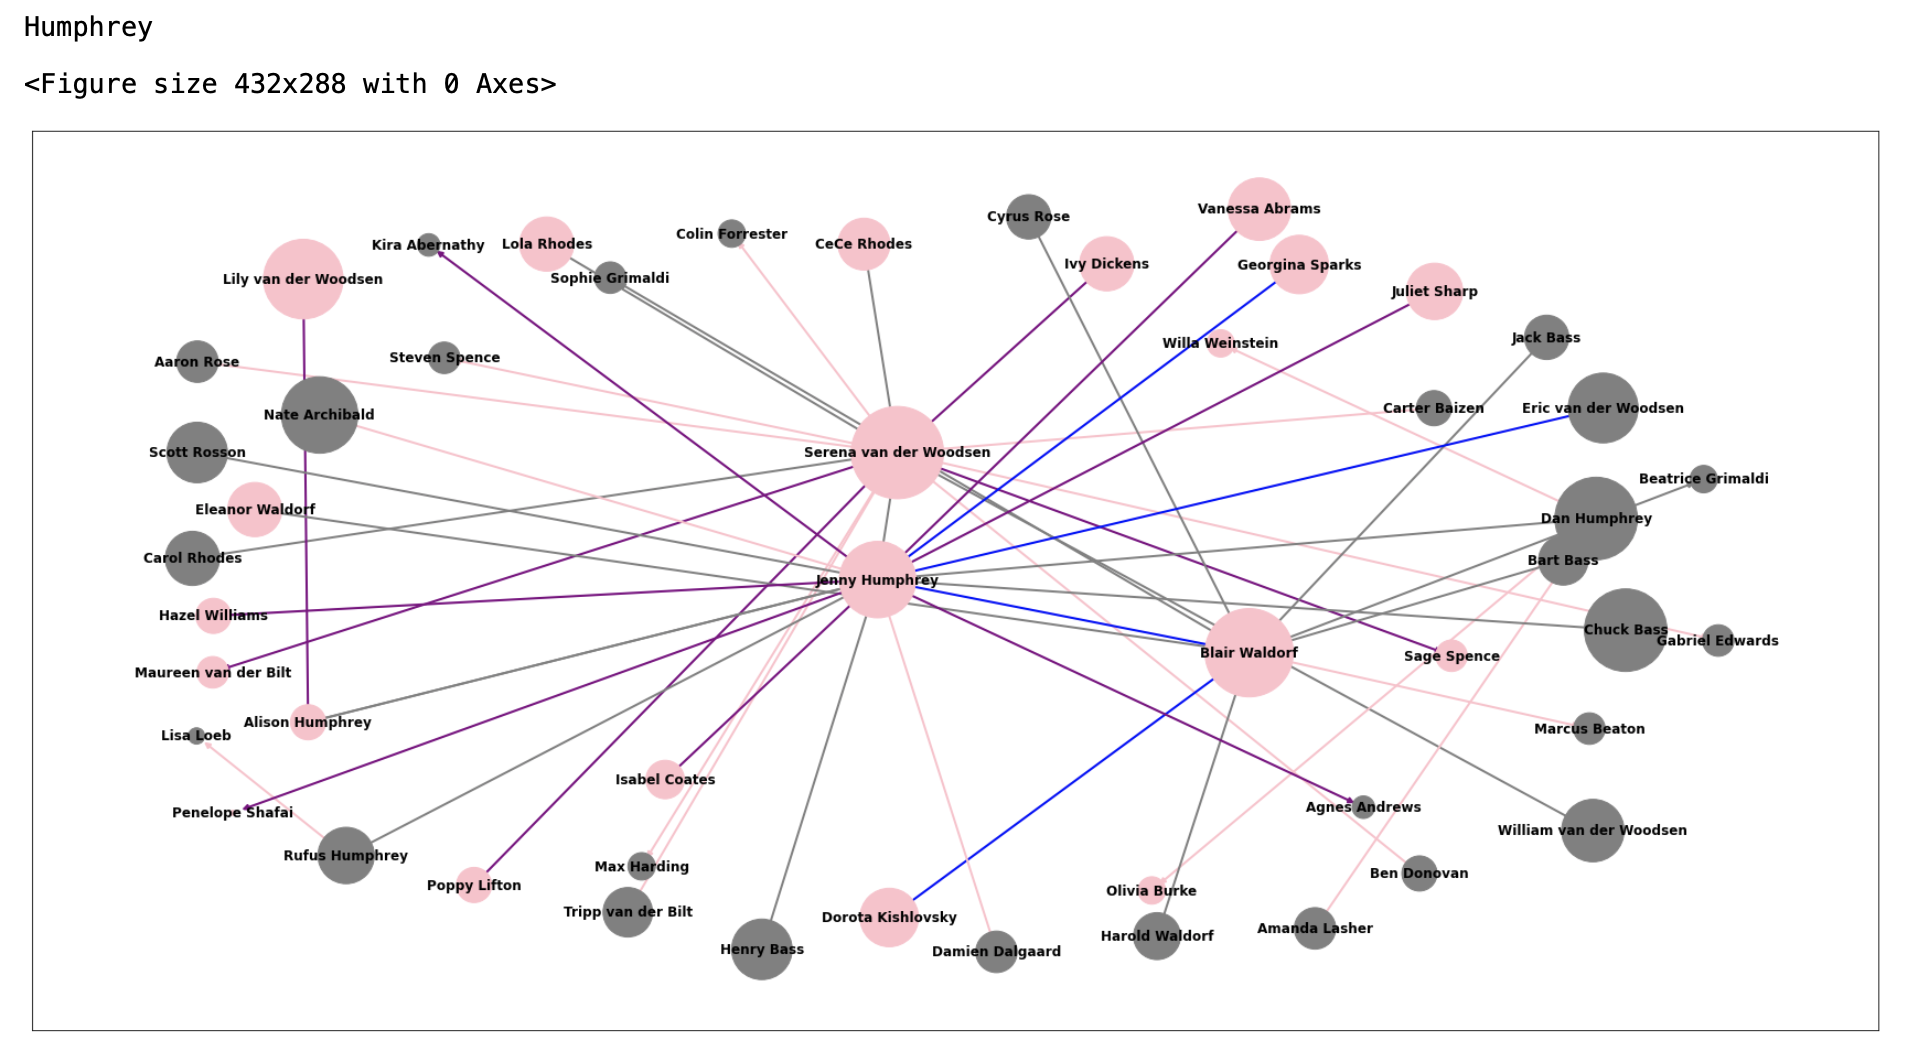 Humphrey
<Figure size 432x288 with 0 Axes>
Vanessa Abrams
Cyrus Rose
Colin Forrester
Kira Abernathy
Lola Rhodes
CeCe Rhodes
Ivy Dickens
Georgina Sparks
Lily van der Woodsen
Sophie Grimaldi
Juliet Sharp
Willa Weinstein
Jack Bass
Aaron Rose
Steven Spence
Nate Archibald
Carter Baizen
Eric van der Woodsen
Scott Rosson
Serena van der Woodsen
Beatrice Grimaldi
Eleanor Waldorf
Dan Humphrey
Carol Rhodes
Bart Bass
Jenny Humphrey
Hazel Williams
Chuck Bass
Gabriel Edwards
Blair Waldorf
Sage Spence
Maureen van der Bilt
Alison Humphrey
Marcus Beaton
Lisa Loeb
Isabel Coates
Agnes Andrews
Penelope Shafai
William van der Woodsen
Rufus Humphrey
Max Harding
Ben Donovan
Poppy Lifton
Olivia Burke
Tripp van der Bilt
Dorota Kishlovsky
Amanda Lasher
Harold Waldorf
Henry Bass
Damien Dalgaard